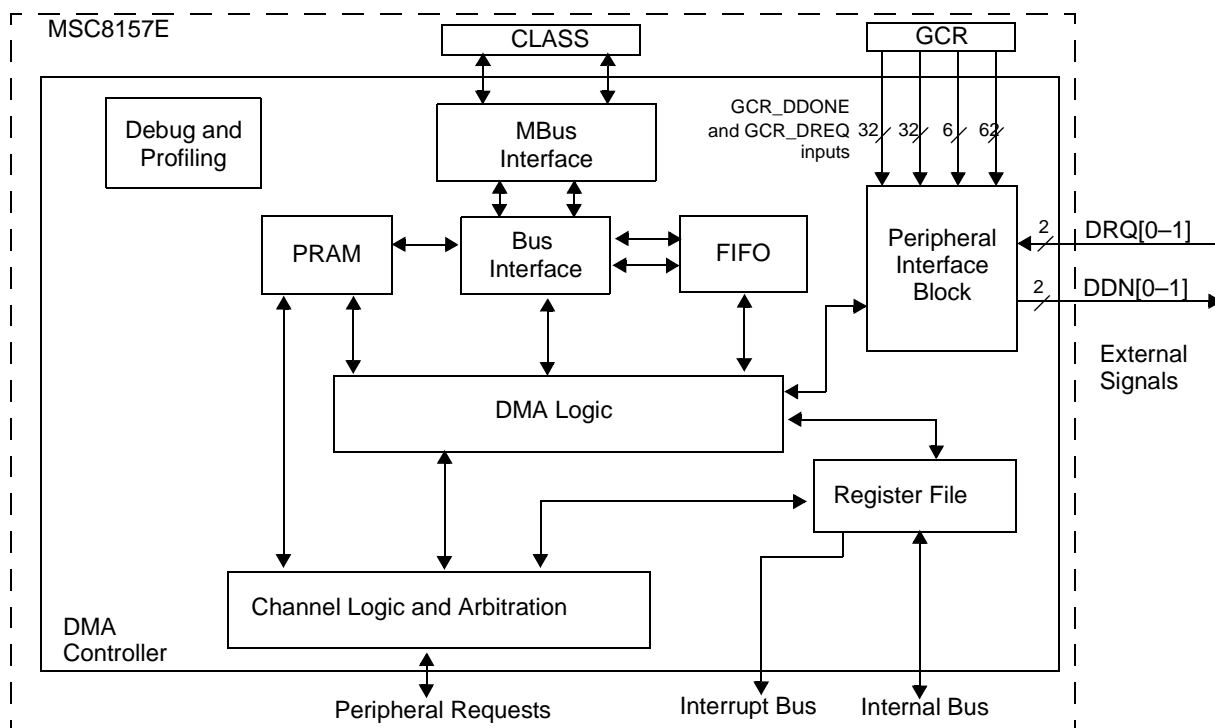 MSC8157E
CLASS
GCR
Debug and
Profiling
MBus
Interface
GCR_DDONE
and GCR_DREQ
inputs
32
32
6
62
PRAM
Bus
Interface
FIFO
Peripheral
Interface
Block
2
DRQ[0–1]
2
DDN[0–1]
External
Signals
DMA Logic
Register File
Channel Logic and Arbitration
DMA
Controller
Peripheral Requests
Interrupt Bus
Internal Bus